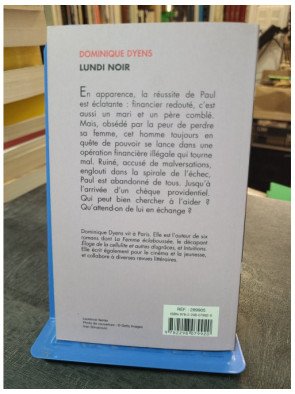 DOMINIQUE DYENS
LUNDI NOIR
En apparence, la réussite de Paul
est éclatante : financier redouté, c'est
aussi un mari et un père comblé.
Mais, obsédé par la peur de perdre
sa femme, cet homme toujours en
quête de pouvoir se lance dans une
opération financière illégale qui tourne
mal. Ruiné, accusé de malversations,
englouti dans la spirale de l'échec,
Paul est abandonné de tous. Jusqu'à
l'arrivée d'un chèque providentiel.
Qui peut bien chercher à l'aider ?
Qu'attend-on de lui en échange ?
Dominique Dyens vit à Paris. Elle est l'auteur de six
romans dont La Femme éclaboussée, le décapant
Éloge de la cellulite et autres disgrâces, et Intuitions.
Elle écrit également pour le cinéma et la jeunesse,
et collabore à diverses revues littéraires.
RÉF. : 289905